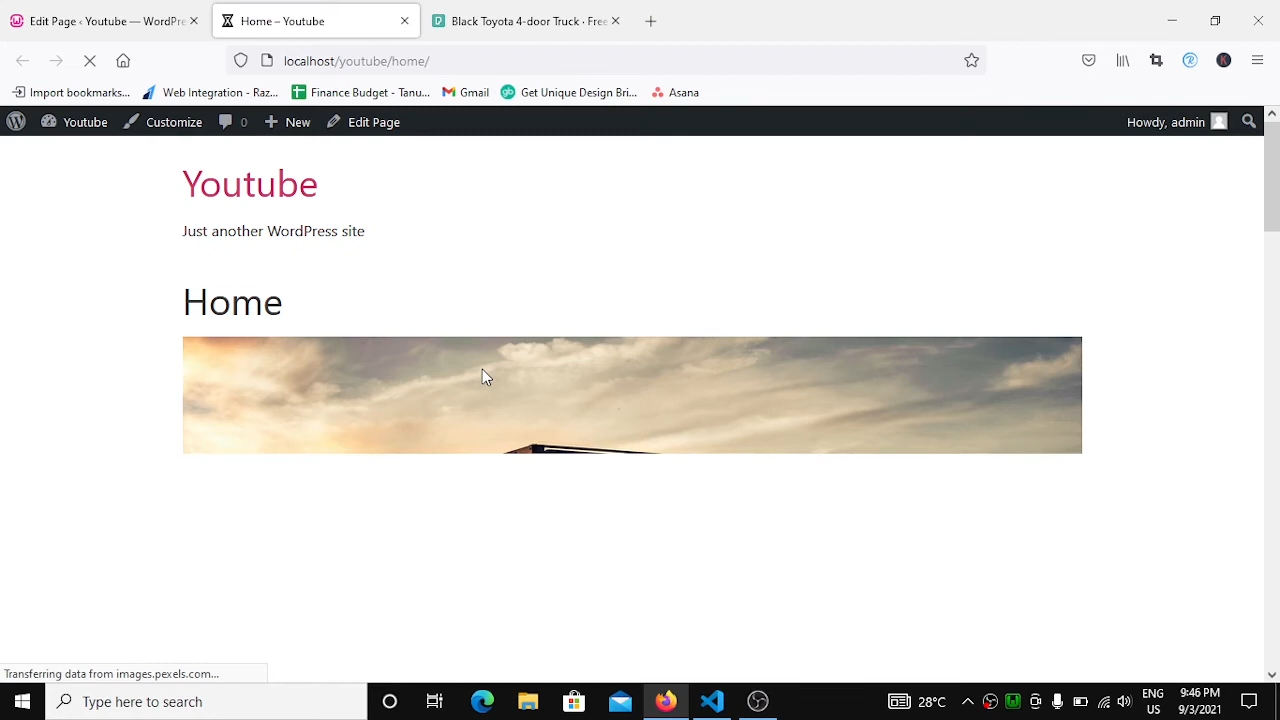 Edit Page ‹ Youtube — WordPre
Home – Youtube
Black Toyota 4-door Truck · Free
localhost/youtube/home/
Import bookmarks...
Web Integration - Raz...
Finance Budget - Tanu...
Gmail
Get Unique Design Bri...
Asana
Youtube
Customize
0
New
Edit Page
Howdy, admin
Youtube
Just another WordPress site
Home
Transferring data from images.pexels.com...
Type here to search
28°C
ENG
US
9:46 PM
9/3/2021